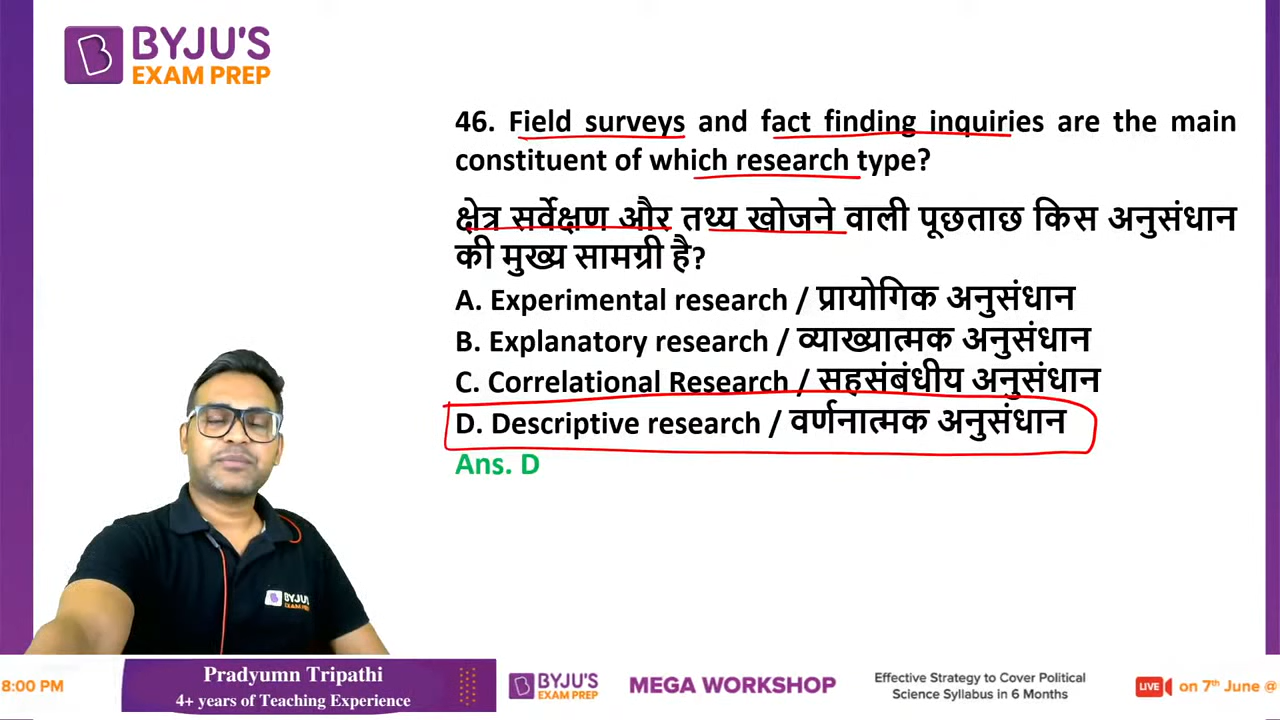 BYJU'S
EXAM PREP
46. Field surveys and fact finding inquiries are the main
constituent of which research type?
क्षेत्र सर्वेक्षण और तथ्य खोजने वाली पूछताछ किस अनुसंधान
की मुख्य सामग्री है?
A. Experimental research / प्रायोगिक अनुसंधान
B. Explanatory research / व्याख्यात्मक अनुसंधान
C. Correlational Research / सहसंबंधीय अनुसंधान
D. Descriptive research / वर्णनात्मक अनुसंधान
Ans. D
BYJU'S
EXAM PREP
8:00 PM
Pradyumn Tripathi
4+ years of Teaching Experience
BYJU'S
EXAM PREP
MEGA WORKSHOP
Effective Strategy to Cover Political
Science Syllabus in 6 Months
LIVE
on 7th June @